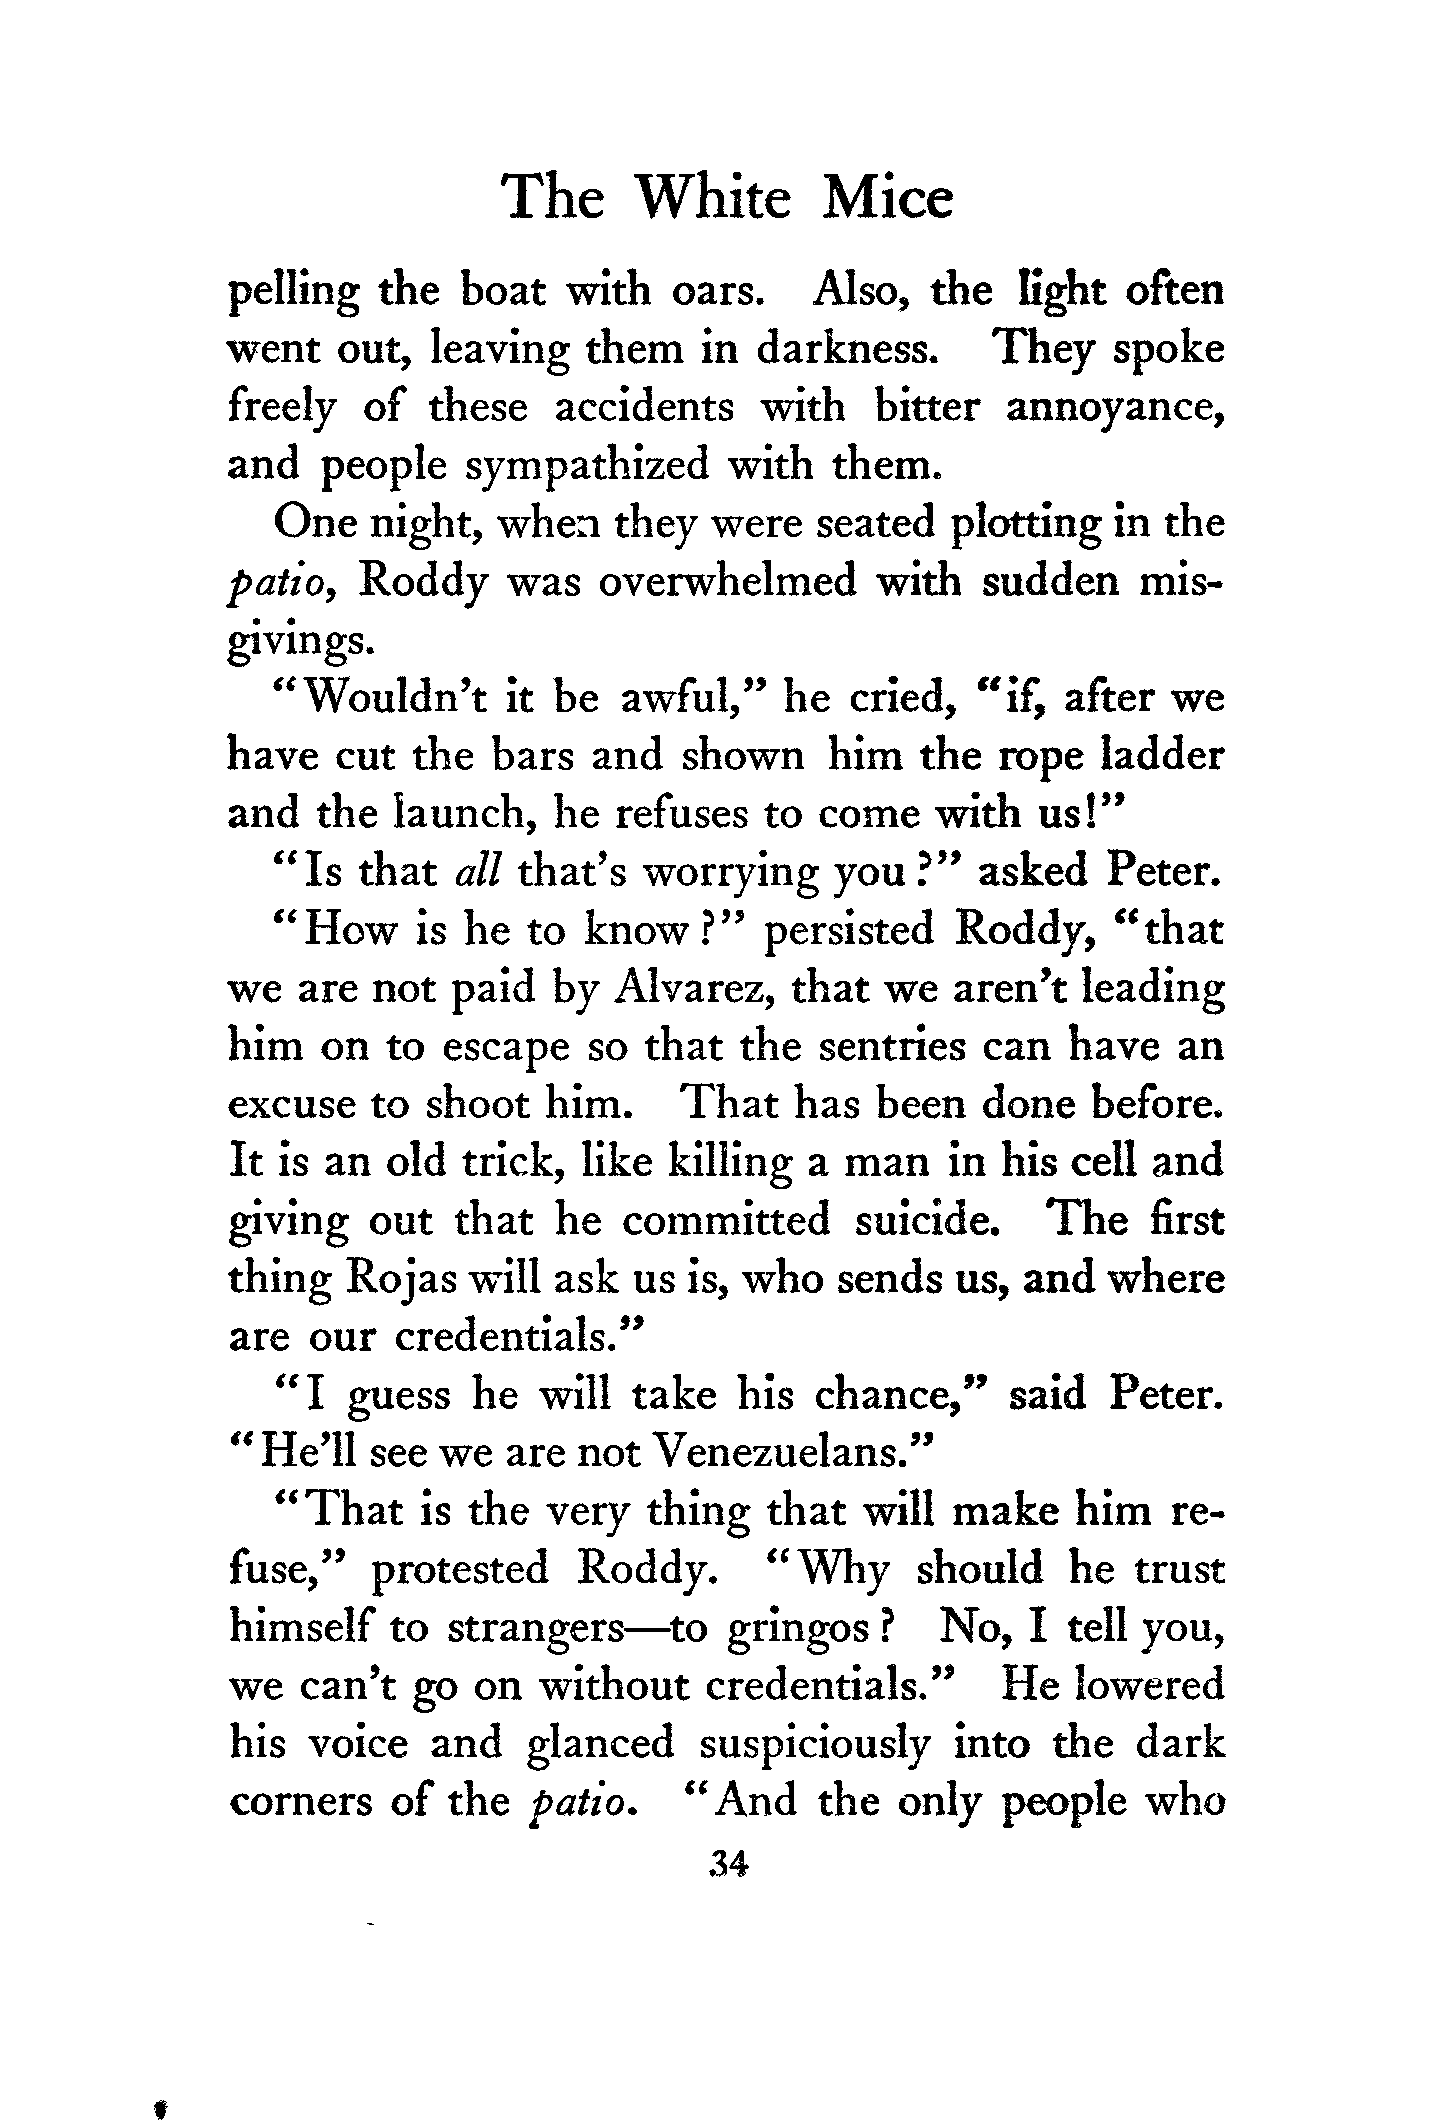 The White Mice
pelling the boat with oars. Also, the light often
went out, leaving them in darkness. They spoke
freely of these accidents with bitter annoyance,
and people sympathized with them.
One night, when they were seated plotting in the
patio, Roddy was overwhelmed with sudden mis-
givings.
"Wouldn't it be awful," he cried, "if, after we
have cut the bars and shown him the rope ladder
and the launch, he refuses to come with us!"
"Is that all that's worrying you?" asked Peter.
"How is he to know?" persisted Roddy, "that
we are not paid by Alvarez, that we aren't leading
him on to escape so that the sentries can have an
excuse to shoot him. That has been done before.
It is an old trick, like killing a man in his cell and
giving out that he committed suicide. The first
thing Rojas will ask us is, who sends us, and where
are our credentials."
"I guess he will take his chance," said Peter.
"He'll see we are not Venezuelans."
"That is the very thing that will make him re-
fuse," protested Roddy. "Why should he trust
himself to strangers—to gringos? No, I tell you,
we can't go on without credentials." He lowered
his voice and glanced suspiciously into the dark
corners of the patio. "And the only people who
34